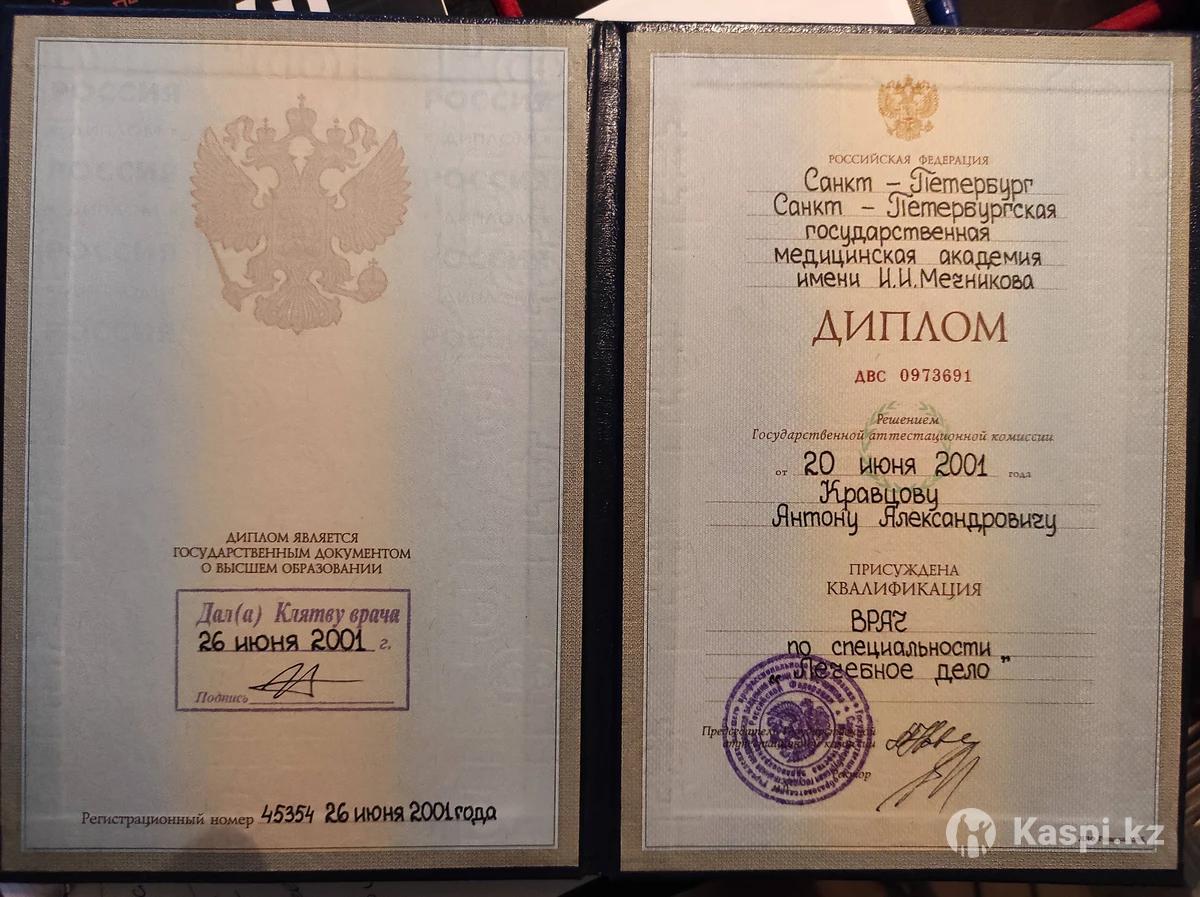 ДИПЛОМ ЯВЛЯЕТСЯ
ГОСУДАРСТВЕННЫМ ДОКУМЕНТОМ
О ВЫСШЕМ ОБРАЗОВАНИИ
Дал(а) Клятву врача
26 июня 2001 г.
Подпись
Регистрационный номер 45354 26 июня 2001 года
РОССИЙСКАЯ ФЕДЕРАЦИЯ
Санкт – Петербург
Санкт – Петербургская
государственная
медицинская академия
имени И.И.Мечникова
ДИПЛОМ
ДВС 0973691
Решением
Государственной аттестационной комиссии
от 20 июня 2001 года
Кравцову
Антону Александровичу
ПРИСУЖДЕНА
КВАЛИФИКАЦИЯ
ВРАЧ
по специальности
„Лечебное дело"
Председатель Государственной
аттестационной комиссии
Ректор
Kaspi.kz